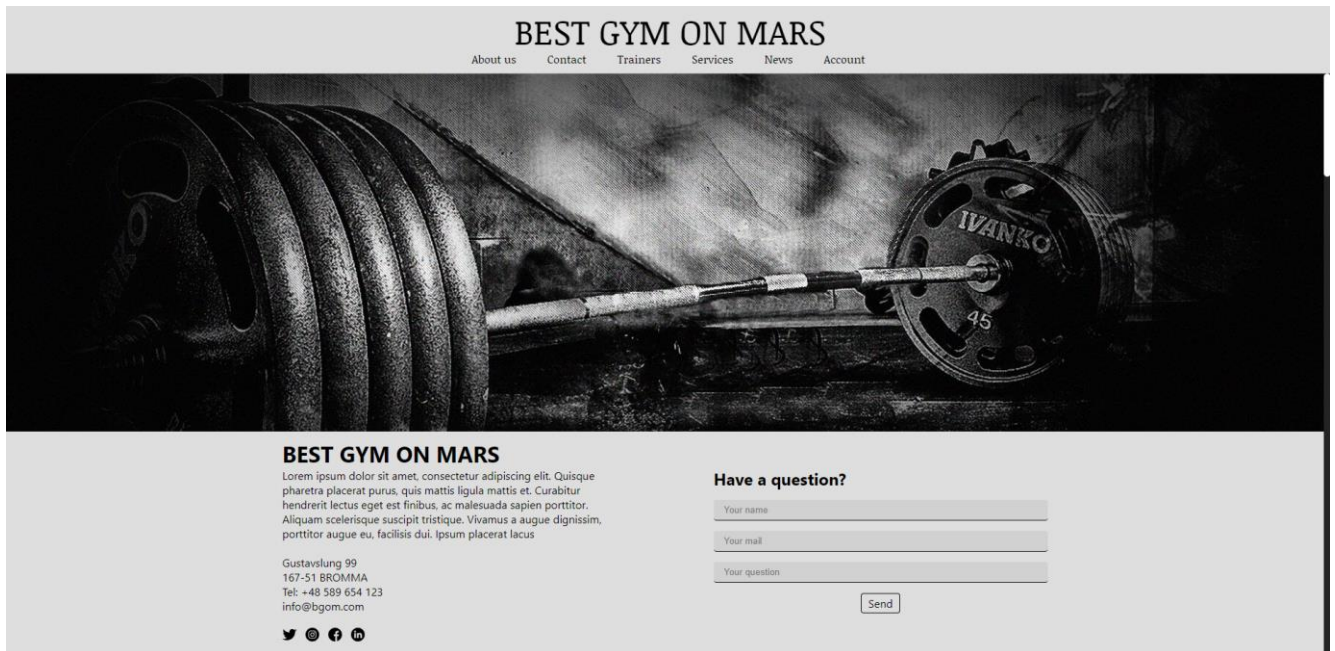 BEST GYM ON MARS
About us Contact Trainers Services News Account
IVANKO
45
BEST GYM ON MARS
Lorem ipsum dolor sit amet, consectetur adipiscing elit. Quisque
pharetra placerat purus, quis mattis ligula mattis et. Curabitur
hendrerit lectus eget est finibus, ac malesuada sapien porttitor.
Aliquam scelerisque suscipit tristique. Vivamus a augue dignissim,
porttitor augue eu, facilisis dui. Ipsum placerat lacus
Gustavslung 99
167-51 BROMMA
Tel: +48 589 654 123
info@bgom.com
Have a question?
Your name
Your mail
Your question
Send